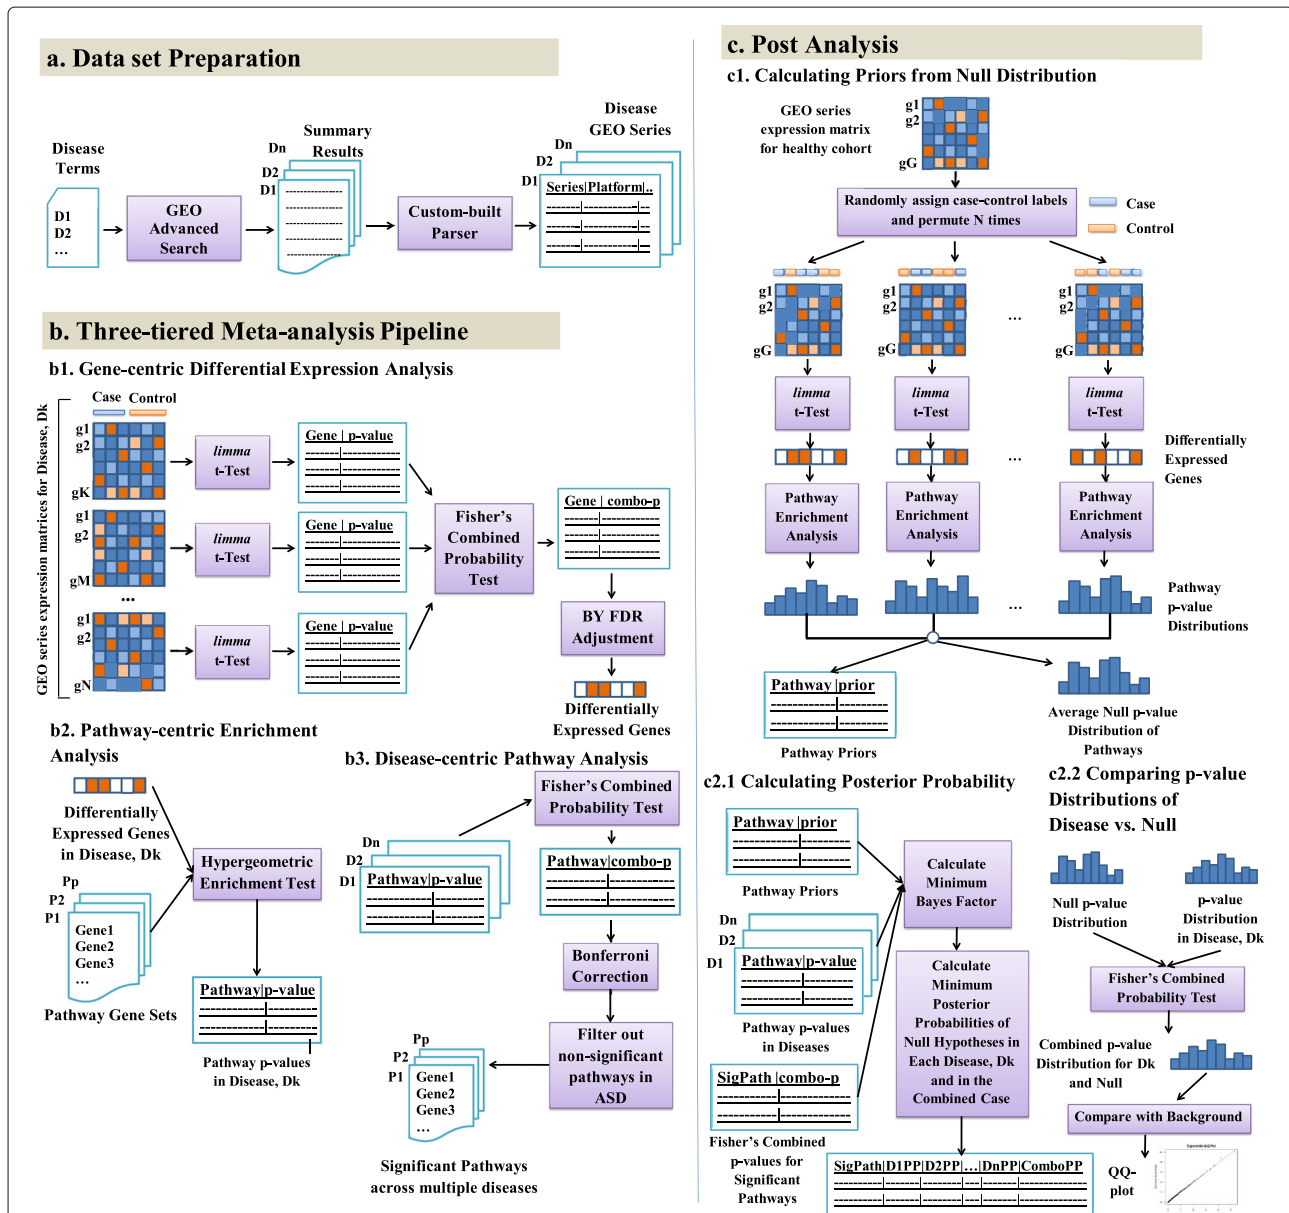 a. Data set Preparation
Disease
Terms
D1
D2
...
GEO
Advanced
Search
Summary
Results
Dn
D2
D1
Custom-built
Parser
Disease
GEO Series
Dn
D2
D1
Series|Platform|..
b. Three-tiered Meta-analysis Pipeline
b1. Gene-centric Differential Expression Analysis
GEO series expression matrices for Disease, Dk
Case
Control
g1
g2
gK
limma
t-Test
Gene | p-value
g1
g2
gM
limma
t-Test
Gene | p-value
...
g1
g2
gN
limma
t-Test
Gene | p-value
Fisher's
Combined
Probability
Test
Gene | combo-p
BY FDR
Adjustment
Differentially
Expressed Genes
b2. Pathway-centric Enrichment
Analysis
Differentially
Expressed Genes
in Disease, Dk
Pp
P2
P1
Gene1
Gene2
Gene3
...
Pathway Gene Sets
Hypergeometric
Enrichment Test
Pathway|p-value
Pathway p-values
in Disease, Dk
b3. Disease-centric Pathway Analysis
Fisher's Combined
Probability Test
Dn
D2
D1
Pathway|p-value
Pathway|combo-p
Bonferroni
Correction
Filter out
non-significant
pathways in
ASD
Pp
P2
P1
Gene1
Gene2
Gene3
...
Significant Pathways
across multiple diseases
c. Post Analysis
c1. Calculating Priors from Null Distribution
GEO series
expression matrix
for healthy cohort
g1
g2
gG
Randomly assign case-control labels
and permute N times
Case
Control
g1
g2
gG
g1
g2
gG
...
g1
g2
gG
limma
t-Test
limma
t-Test
limma
t-Test
Differentially
Expressed
Genes
...
Pathway
Enrichment
Analysis
Pathway
Enrichment
Analysis
Pathway
Enrichment
Analysis
Pathway
p-value
Distributions
...
Pathway|prior
Pathway Priors
Average Null p-value
Distribution of
Pathways
c2.1 Calculating Posterior Probability
Pathway|prior
Pathway Priors
Dn
D2
D1
Pathway|p-value
Pathway p-values
in Diseases
SigPath|combo-p
Fisher's Combined
p-values for
Significant
Pathways
Calculate
Minimum
Bayes Factor
Calculate
Minimum
Posterior
Probabilities of
Null Hypotheses in
Each Disease, Dk
and in the
Combined Case
SigPath|D1PP|D2PP|...|DnPP|ComboPP
c2.2 Comparing p-value
Distributions of
Disease vs. Null
Null p-value
Distribution
p-value
Distribution
in Disease, Dk
Fisher's Combined
Probability Test
Combined p-value
Distribution for Dk
and Null
Compare with Background
QQ-
plot